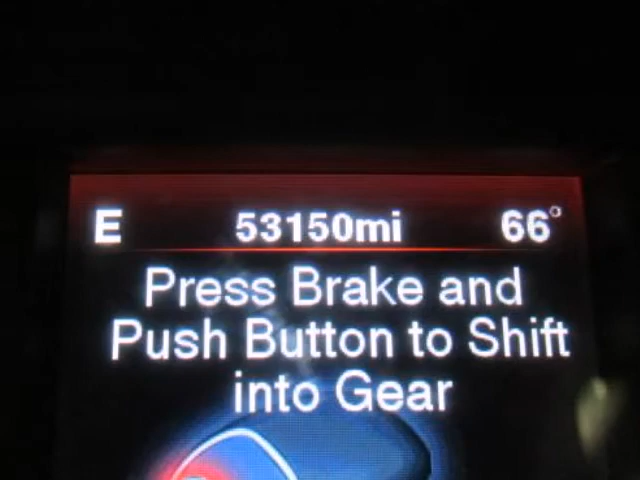 E 53150mi 66°
Press Brake and
Push Button to Shift
into Gear